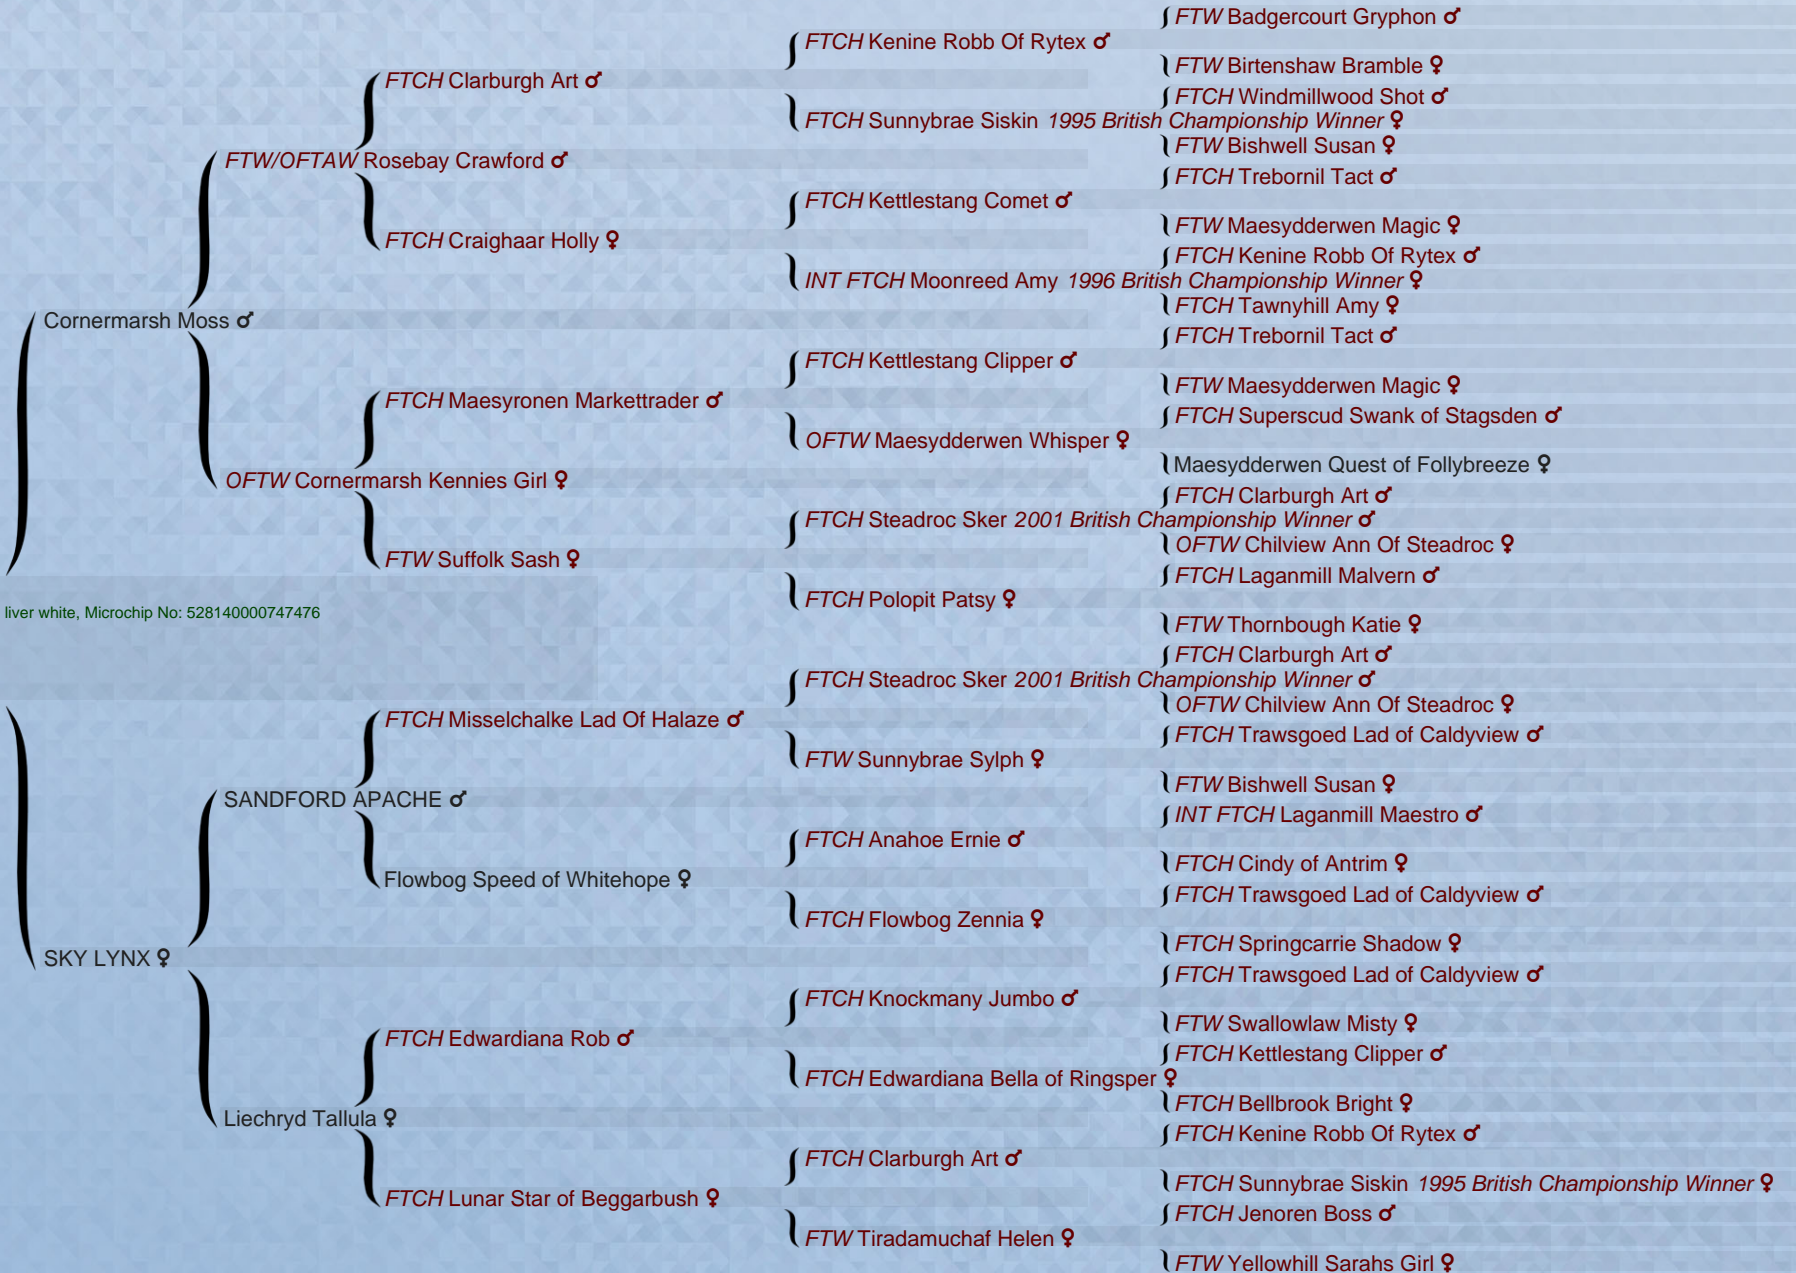 FTW Badgercourt Gryphon ♂
FTCH Kenine Robb Of Rytex ♂
FTW Birtenshaw Bramble ♀
FTCH Clarburgh Art ♂
FTCH Windmillwood Shot ♂
FTCH Sunnybrae Siskin 1995 British Championship Winner ♀
FTW Bishwell Susan ♀
FTW/OFTAW Rosebay Crawford ♂
FTCH Trebornil Tact ♂
FTCH Kettlestang Comet ♂
FTW Maesydderwen Magic ♀
FTCH Craighaar Holly ♀
FTCH Kenine Robb Of Rytex ♂
INT FTCH Moonreed Amy 1996 British Championship Winner ♀
FTCH Tawnyhill Amy ♀
Cornermarsh Moss ♂
FTCH Trebornil Tact ♂
FTCH Kettlestang Clipper ♂
FTW Maesydderwen Magic ♀
FTCH Maesyronen Markettrader ♂
FTCH Superscud Swank of Stagsden ♂
OFTW Maesydderwen Whisper ♀
Maesydderwen Quest of Follybreeze ♀
OFTW Cornermarsh Kennies Girl ♀
FTCH Clarburgh Art ♂
FTCH Steadroc Sker 2001 British Championship Winner ♂
OFTW Chilview Ann Of Steadroc ♀
FTW Suffolk Sash ♀
FTCH Laganmill Malvern ♂
FTCH Polopit Patsy ♀
FTW Thornbough Katie ♀
liver white, Microchip No: 528140000747476
FTCH Clarburgh Art ♂
FTCH Steadroc Sker 2001 British Championship Winner ♂
OFTW Chilview Ann Of Steadroc ♀
FTCH Misselchalke Lad Of Halaze ♂
FTCH Trawsgoed Lad of Caldyview ♂
FTW Sunnybrae Sylph ♀
FTW Bishwell Susan ♀
SANDFORD APACHE ♂
INT FTCH Laganmill Maestro ♂
FTCH Anahoe Ernie ♂
FTCH Cindy of Antrim ♀
Flowbog Speed of Whitehope ♀
FTCH Trawsgoed Lad of Caldyview ♂
FTCH Flowbog Zennia ♀
FTCH Springcarrie Shadow ♀
SKY LYNX ♀
FTCH Trawsgoed Lad of Caldyview ♂
FTCH Knockmany Jumbo ♂
FTW Swallowlaw Misty ♀
FTCH Edwardiana Rob ♂
FTCH Kettlestang Clipper ♂
FTCH Edwardiana Bella of Ringsper ♀
FTCH Bellbrook Bright ♀
Liechryd Tallula ♀
FTCH Kenine Robb Of Rytex ♂
FTCH Clarburgh Art ♂
FTCH Sunnybrae Siskin 1995 British Championship Winner ♀
FTCH Lunar Star of Beggarbush ♀
FTCH Jenoren Boss ♂
FTW Tiradamuchaf Helen ♀
FTW Yellowhill Sarahs Girl ♀